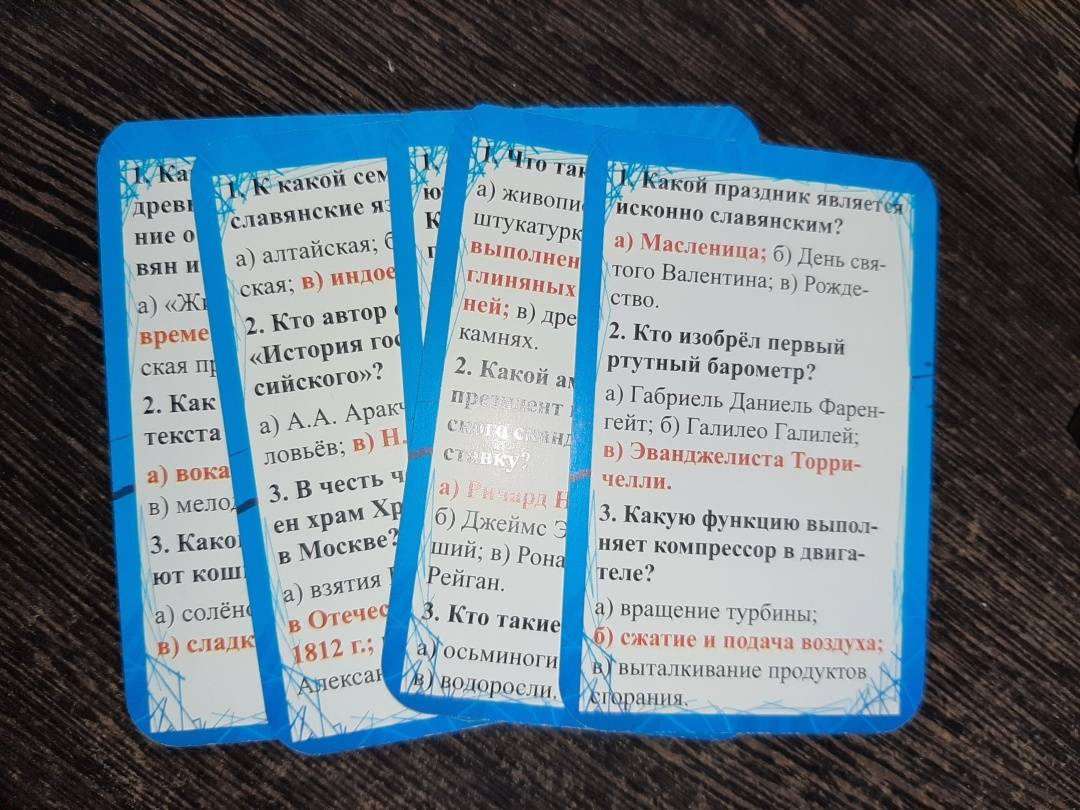 1. Ка
древ
ние о
вян и
а) «Жи
време
ская пр
2. Как
текста
а) вока
в) мелод
3. Како
ют кош
а) солёно
в) сладк
1. К какой сем
славянские яз
а) алтайская; б
ская; в) индое
2. Кто автор
«История гос
сийского»?
а) А.А. Аракч
ловьёв; в) Н.
3. В честь ч
ен храм Хр
в Москве?
а) взятия
в Отечес
1812 г.;
Алексан
1.
ю
К
п
1. Что так
а) живопи
штукатурк
выполнен
глиняных
ней; в) дре
камнях.
2. Какой ам
президент
ского сканд
ставку?
а) Ричард Н
б) Джеймс Э
ший; в) Рона
Рейган.
3. Кто такие
а) осьминоги
в) водоросли.
1. Какой праздник является
исконно славянским?
а) Масленица; б) День свя-
того Валентина; в) Рожде-
ство.
2. Кто изобрёл первый
ртутный барометр?
а) Габриель Даниель Фарен-
гейт; б) Галилео Галилей;
в) Эванджелиста Торри-
челли.
3. Какую функцию выпол-
няет компрессор в двига-
теле?
а) вращение турбины;
б) сжатие и подача воздуха;
в) выталкивание продуктов
сгорания.